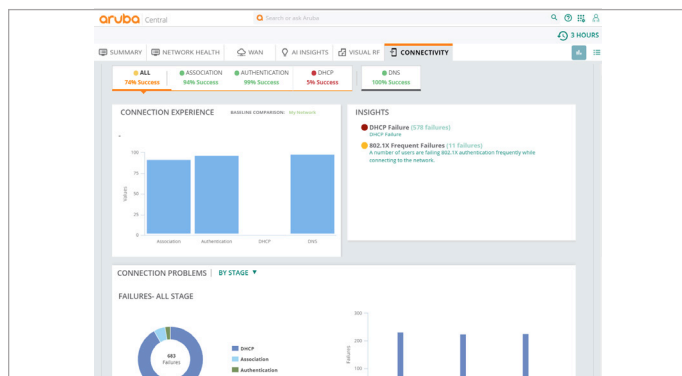 aruba Central
Search or ask Aruba
3 HOURS
SUMMARY NETWORK HEALTH WAN AI INSIGHTS VISUAL RF CONNECTIVITY
ALL ASSOCIATION AUTHENTICATION DHCP DNS
74% Success 94% Success 99% Success 5% Success 100% Success
CONNECTION EXPERIENCE BASELINE COMPARISON: My Network
-
100
75
50
25
0
Values
Association Authentication DHCP DNS
INSIGHTS
DHCP Failure (578 failures)
DHCP Failure
802.1X Frequent Failures (11 failures)
A number of users are failing 802.1X authentication frequently while
connecting to the network.
CONNECTION PROBLEMS | BY STAGE ▼
FAILURES- ALL STAGE
683
Failures
DHCP
Association
Authentication
300
200
100
Failures